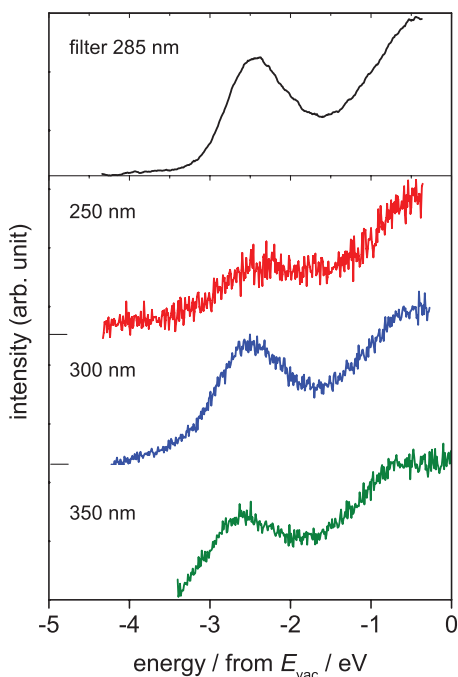 filter 285 nm
250 nm
300 nm
350 nm
intensity (arb. unit)
-5 -4 -3 -2 -1 0
energy / from Evac / eV